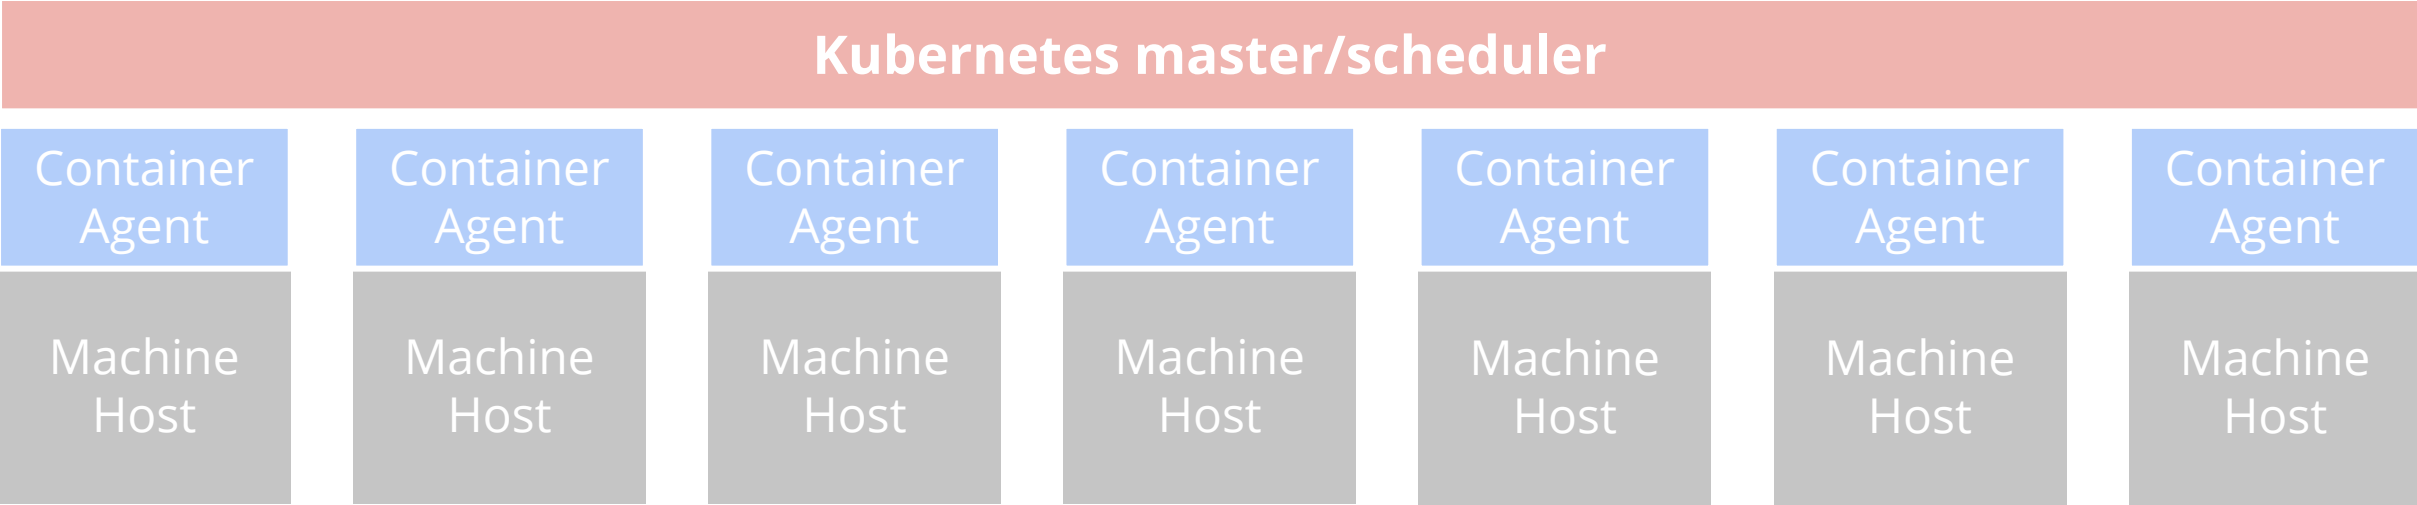 Kubernetes master/scheduler
Container
Agent
Container
Agent
Container
Agent
Container
Agent
Container
Agent
Container
Agent
Container
Agent
Machine
Host
Machine
Host
Machine
Host
Machine
Host
Machine
Host
Machine
Host
Machine
Host